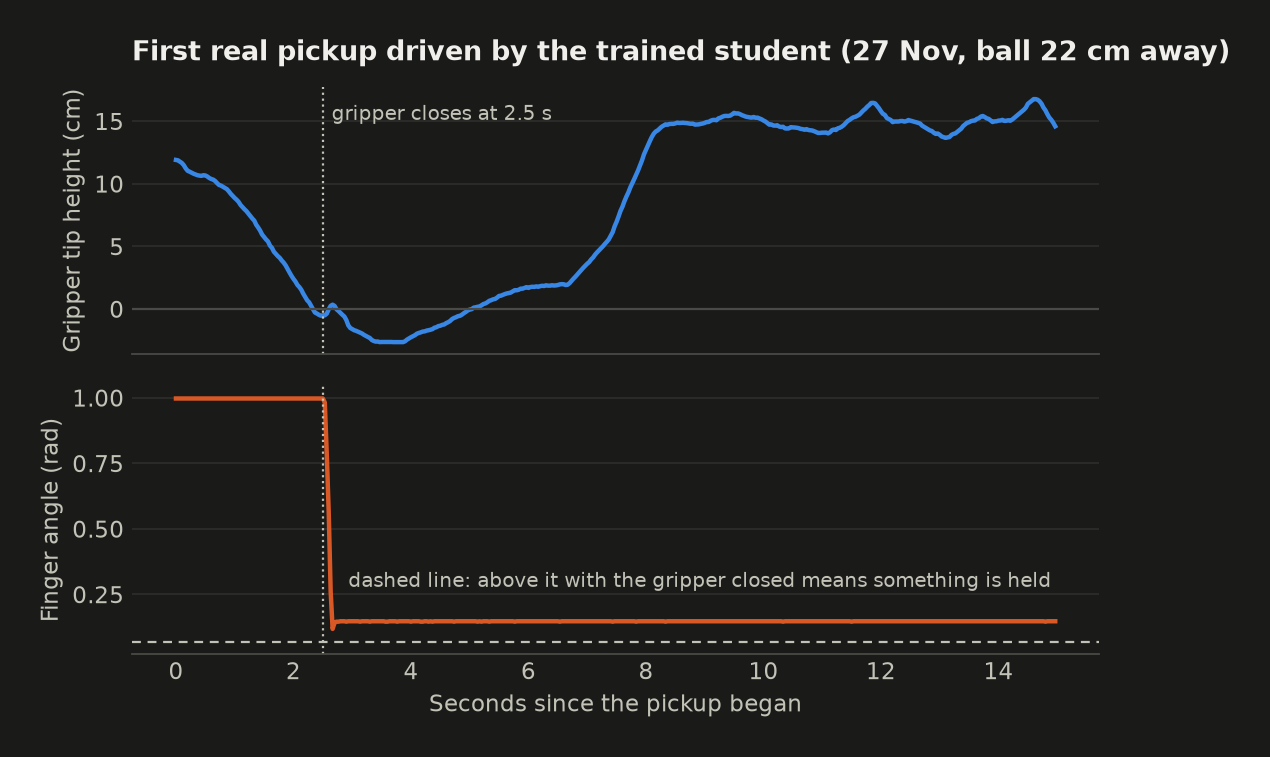 First real pickup driven by the trained student (27 Nov, ball 22 cm away)
Gripper tip height (cm)
gripper closes at 2.5 s
15
10
5
0
Finger angle (rad)
1.00
0.75
0.50
0.25
dashed line: above it with the gripper closed means something is held
0 2 4 6 8 10 12 14
Seconds since the pickup began